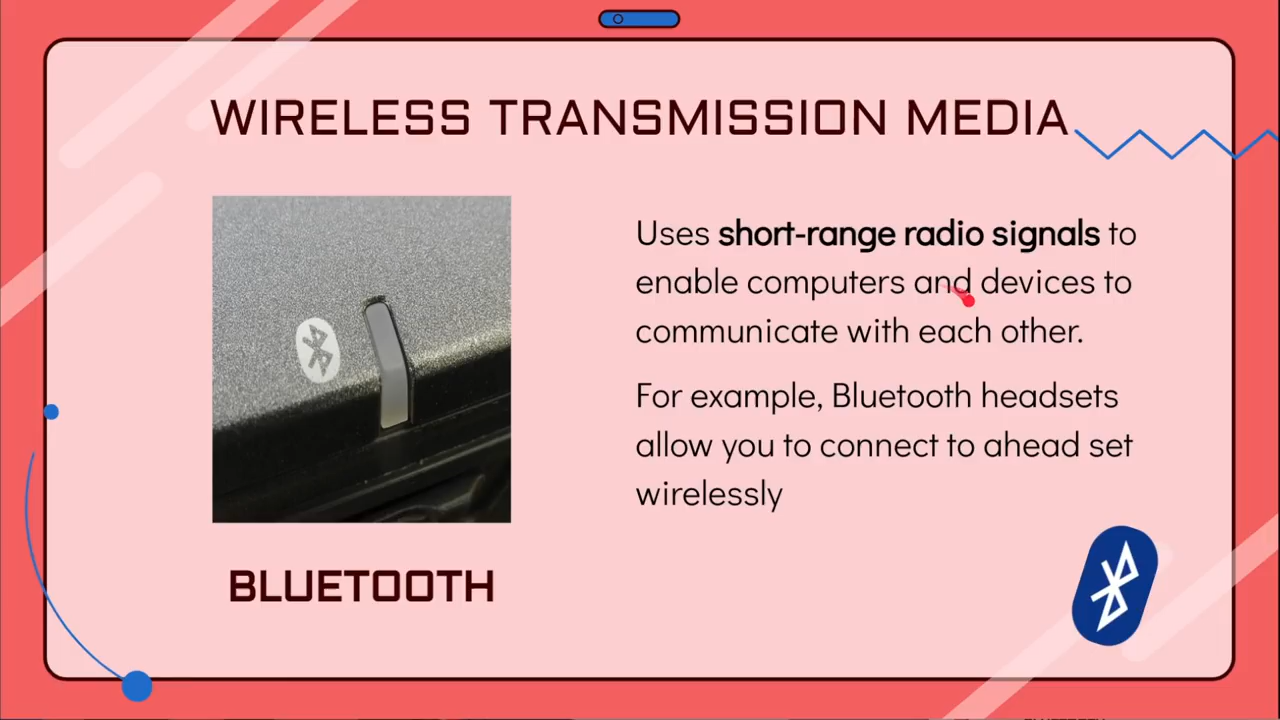 WIRELESS TRANSMISSION MEDIA
Uses short-range radio signals to
enable computers and devices to
communicate with each other.
For example, Bluetooth headsets
allow you to connect to ahead set
wirelessly
BLUETOOTH